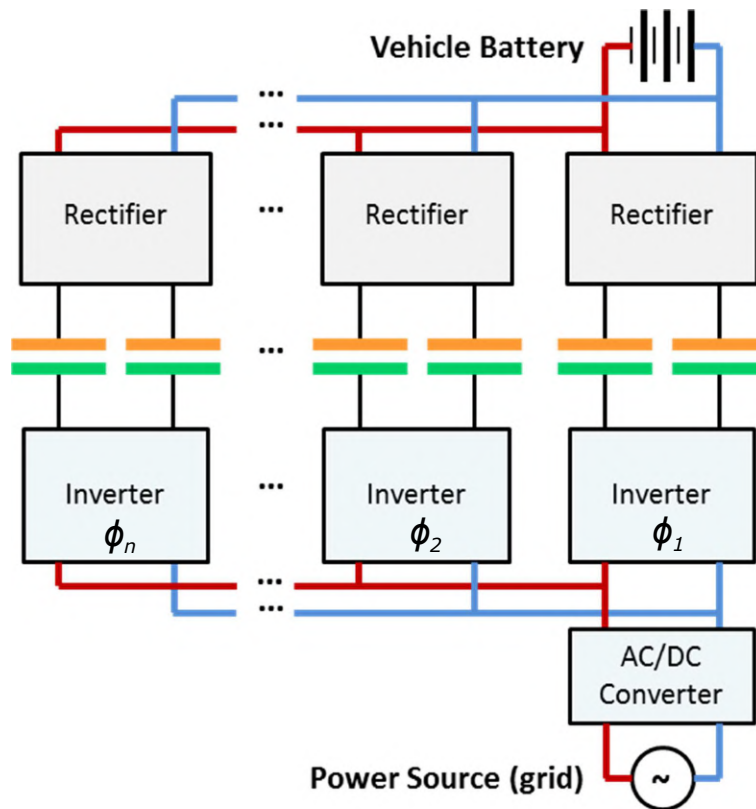 Vehicle Battery
...
...
Rectifier
...
Rectifier
Rectifier
...
Inverter
ϕn
...
Inverter
ϕ2
Inverter
ϕ1
...
...
AC/DC
Converter
Power Source (grid)
~